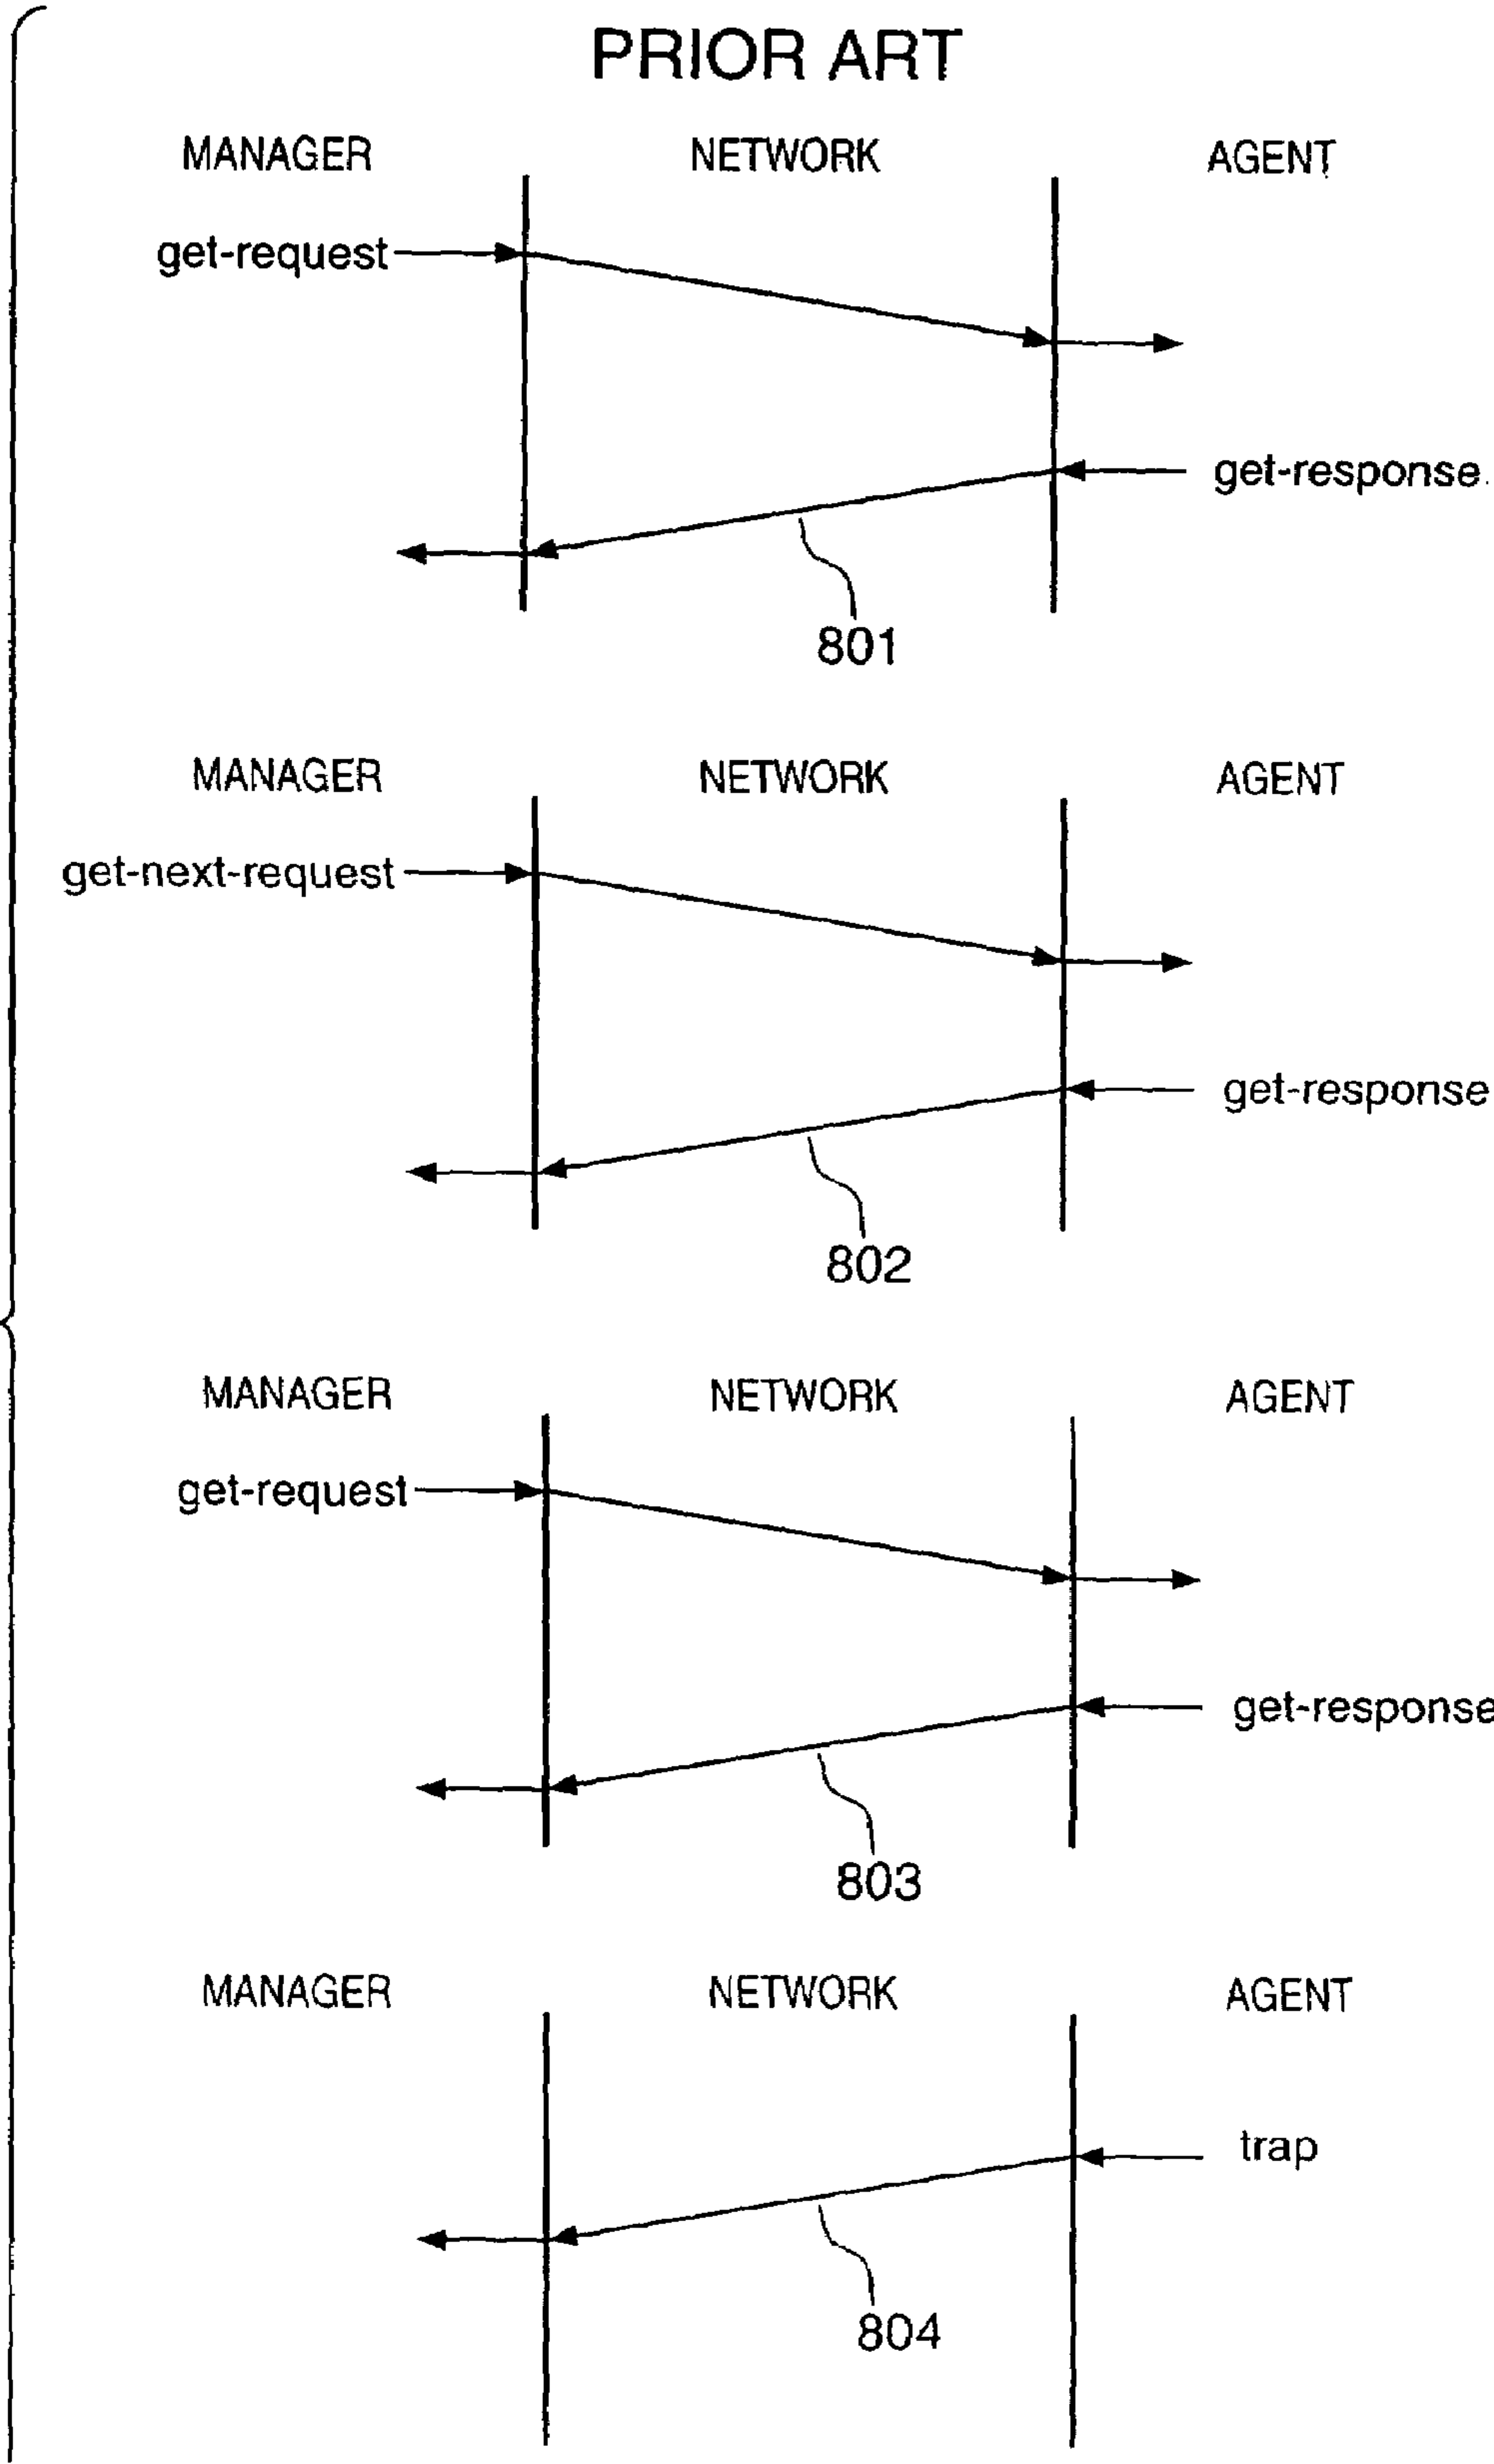 PRIOR ART
MANAGER NETWORK AGENT
get-request
get-response
801
MANAGER NETWORK AGENT
get-next-request
get-response
802
MANAGER NETWORK AGENT
get-request
get-response
803
MANAGER NETWORK AGENT
trap
804